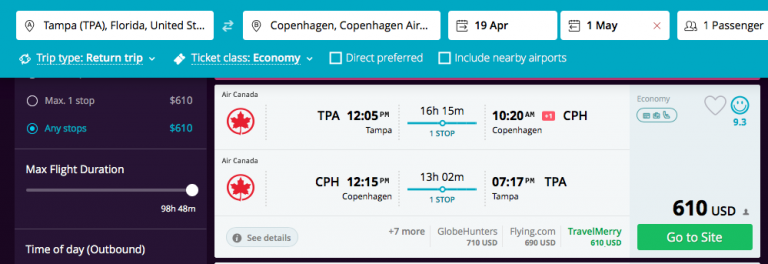 Tampa (TPA), Florida, United St...
Copenhagen, Copenhagen Air...
19 Apr
1 May
1 Passenger
Trip type: Return trip
Ticket class: Economy
Direct preferred
Include nearby airports
Max. 1 stop $610
Any stops $610
Max Flight Duration
98h 48m
Time of day (Outbound)
Air Canada
TPA 12:05 PM 16h 15m 10:20 AM +1 CPH
Tampa 1 STOP Copenhagen
Air Canada
CPH 12:15 PM 13h 02m 07:17 PM TPA
Copenhagen 1 STOP Tampa
See details
+7 more
GlobeHunters
710 USD
Flying.com
690 USD
TravelMerry
610 USD
Economy
9.3
610 USD
Go to Site